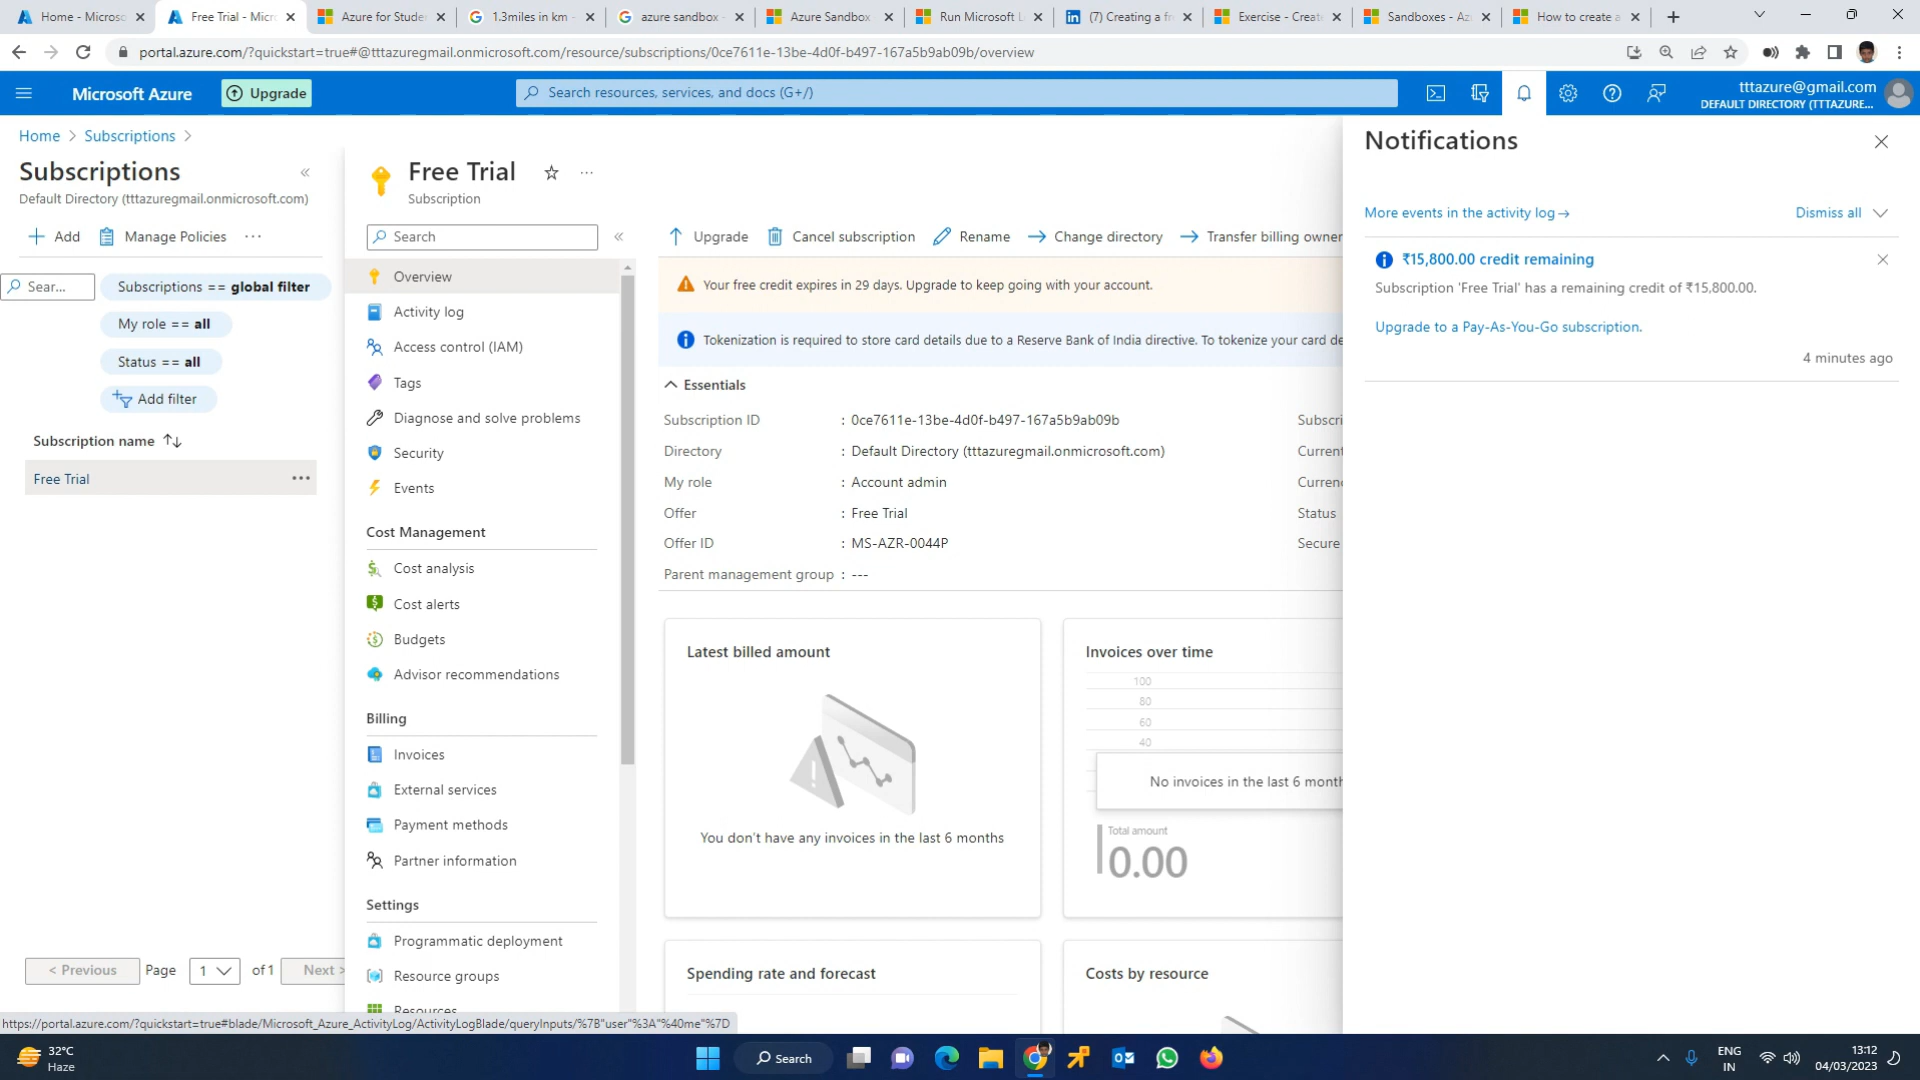 Home - Microso
Free Trial - Micr
Azure for Stude
1.3miles in km -
azure sandbox -
Azure Sandbox
Run Microsoft L
(7) Creating a fr
Exercise - Creat
Sandboxes - Az
How to create a
portal.azure.com/?quickstart=true#@tttazuregmail.onmicrosoft.com/resource/subscriptions/0ce7611e-13be-4d0f-b497-167a5b9ab09b/overview
Microsoft Azure
Upgrade
Search resources, services, and docs (G+/)
tttazure@gmail.com
DEFAULT DIRECTORY (TTTAZURE...
Home > Subscriptions >
Subscriptions
Default Directory (tttazuregmail.onmicrosoft.com)
+ Add
Manage Policies
...
Sear...
Subscriptions == global filter
My role == all
Status == all
Add filter
Subscription name
Free Trial
...
< Previous
Page
1
of 1
Next >
Free Trial
...
Subscription
Search
Overview
Activity log
Access control (IAM)
Tags
Diagnose and solve problems
Security
Events
Cost Management
Cost analysis
Cost alerts
Budgets
Advisor recommendations
Billing
Invoices
External services
Payment methods
Partner information
Settings
Programmatic deployment
Resource groups
Resources
Upgrade
Cancel subscription
Rename
Change directory
Transfer billing owner
Your free credit expires in 29 days. Upgrade to keep going with your account.
Tokenization is required to store card details due to a Reserve Bank of India directive. To tokenize your card de
Essentials
Subscription ID : 0ce7611e-13be-4d0f-b497-167a5b9ab09b
Directory : Default Directory (tttazuregmail.onmicrosoft.com)
My role : Account admin
Offer : Free Trial
Offer ID : MS-AZR-0044P
Parent management group : ---
Subscri
Current
Curren
Status
Secure
Latest billed amount
You don't have any invoices in the last 6 months
Invoices over time
100
80
60
40
No invoices in the last 6 month
Total amount
0.00
Spending rate and forecast
Costs by resource
Notifications
More events in the activity log →
Dismiss all
₹15,800.00 credit remaining
Subscription 'Free Trial' has a remaining credit of ₹15,800.00.
Upgrade to a Pay-As-You-Go subscription.
4 minutes ago
https://portal.azure.com/?quickstart=true#blade/Microsoft_Azure_ActivityLog/ActivityLogBlade/queryInputs/%7B"user"%3A"%40me"%7D
32°C
Haze
Search
ENG
IN
13:12
04/03/2023